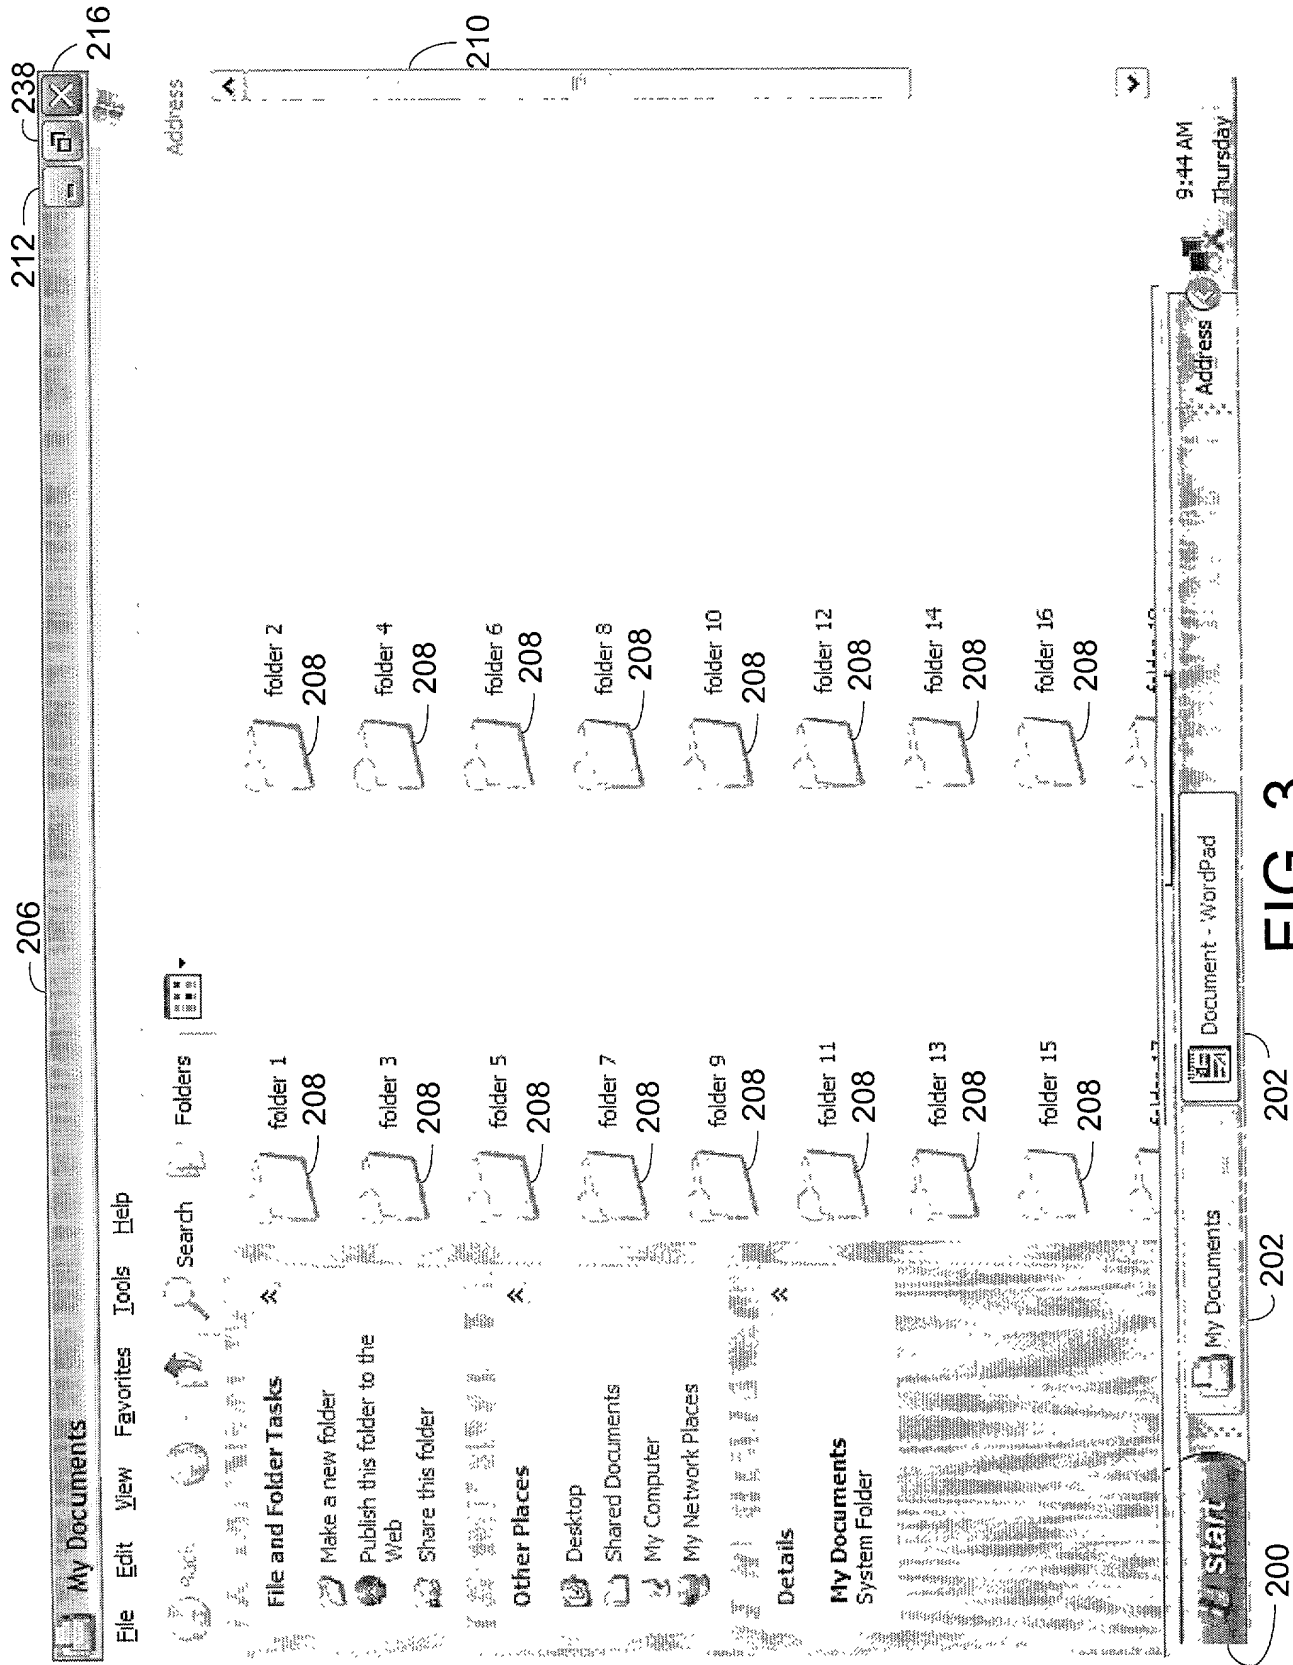 206
212
238
216
My Documents
File Edit View Favorites Tools Help
Back
Search
Folders
Address
File and Folder Tasks
Make a new folder
Publish this folder to the
Web
Share this folder
Other Places
Desktop
Shared Documents
My Computer
My Network Places
Details
My Documents
System Folder
folder 1
208
folder 2
208
folder 3
208
folder 4
208
folder 5
208
folder 6
208
folder 7
208
folder 8
208
folder 9
208
folder 10
208
folder 11
208
folder 12
208
folder 13
208
folder 14
208
folder 15
208
folder 16
208
210
start
My Documents
Document - WordPad
Address
9:44 AM
Thursday
200
202
202
FIG. 3